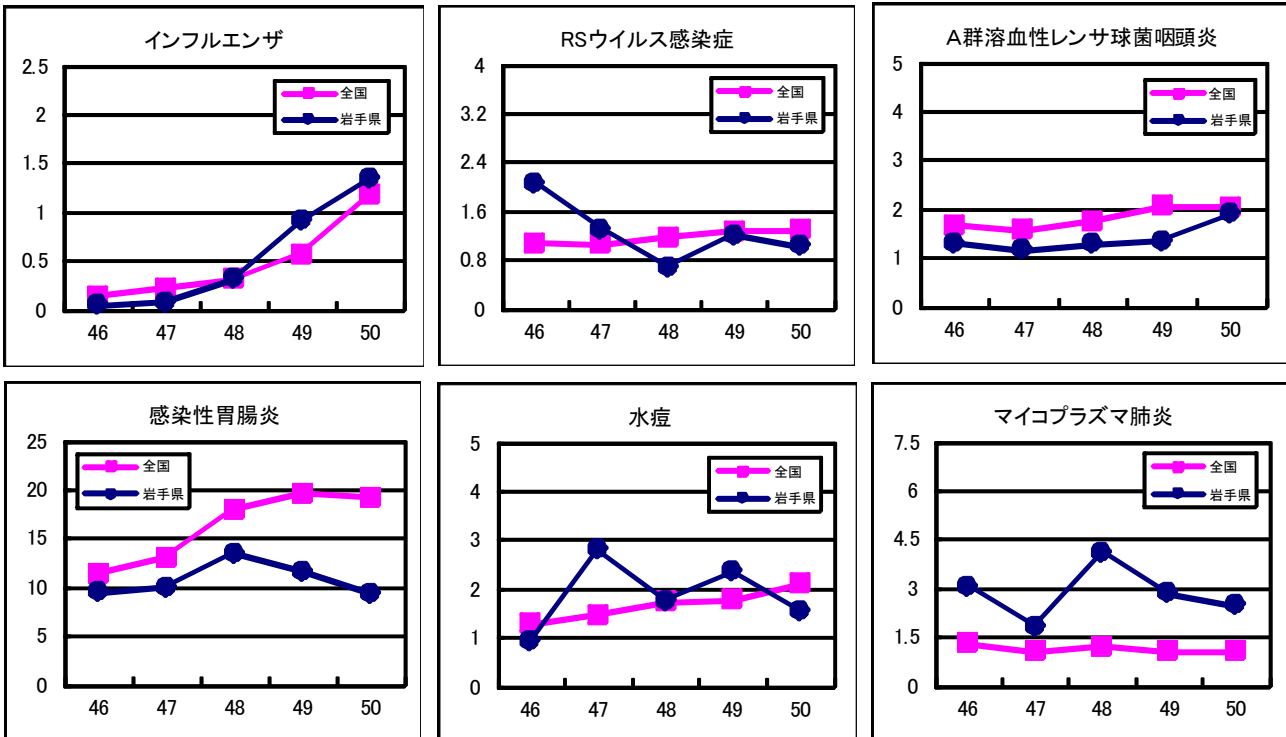 インフルエンザ
2.5
2
1.5
1
0.5
0
全国
岩手県
46 47 48 49 50
RSウイルス感染症
4
3.2
2.4
1.6
0.8
0
全国
岩手県
46 47 48 49 50
A群溶血性レンサ球菌咽頭炎
5
4
3
2
1
0
全国
岩手県
46 47 48 49 50
感染性胃腸炎
25
20
15
10
5
0
全国
岩手県
46 47 48 49 50
水痘
5
4
3
2
1
0
全国
岩手県
46 47 48 49 50
マイコプラズマ肺炎
7.5
6
4.5
3
1.5
0
全国
岩手県
46 47 48 49 50